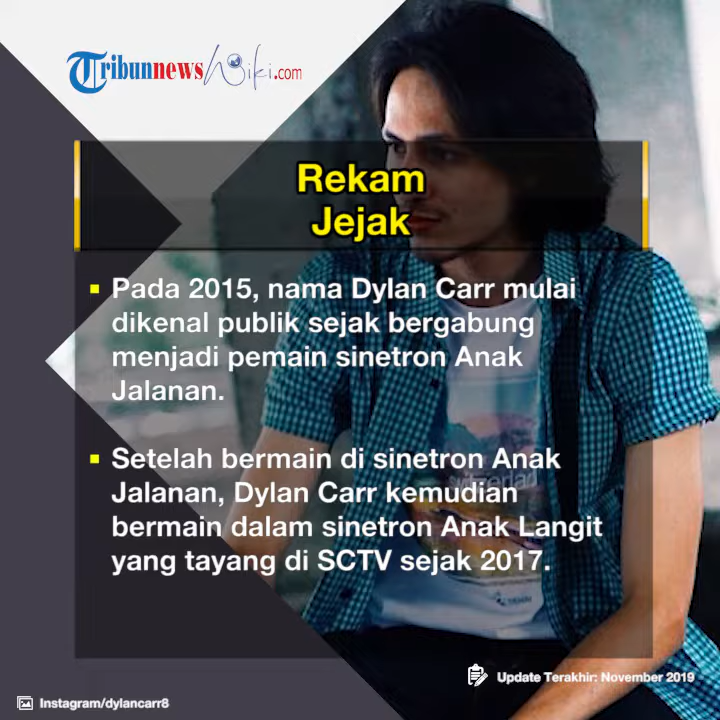 TribunnewsWiki.com
Rekam
Jejak
Pada 2015, nama Dylan Carr mulai
dikenal publik sejak bergabung
menjadi pemain sinetron Anak
Jalanan.
Setelah bermain di sinetron Anak
Jalanan, Dylan Carr kemudian
bermain dalam sinetron Anak Langit
yang tayang di SCTV sejak 2017.
Update Terakhir: November 2019
Instagram/dylancarr8